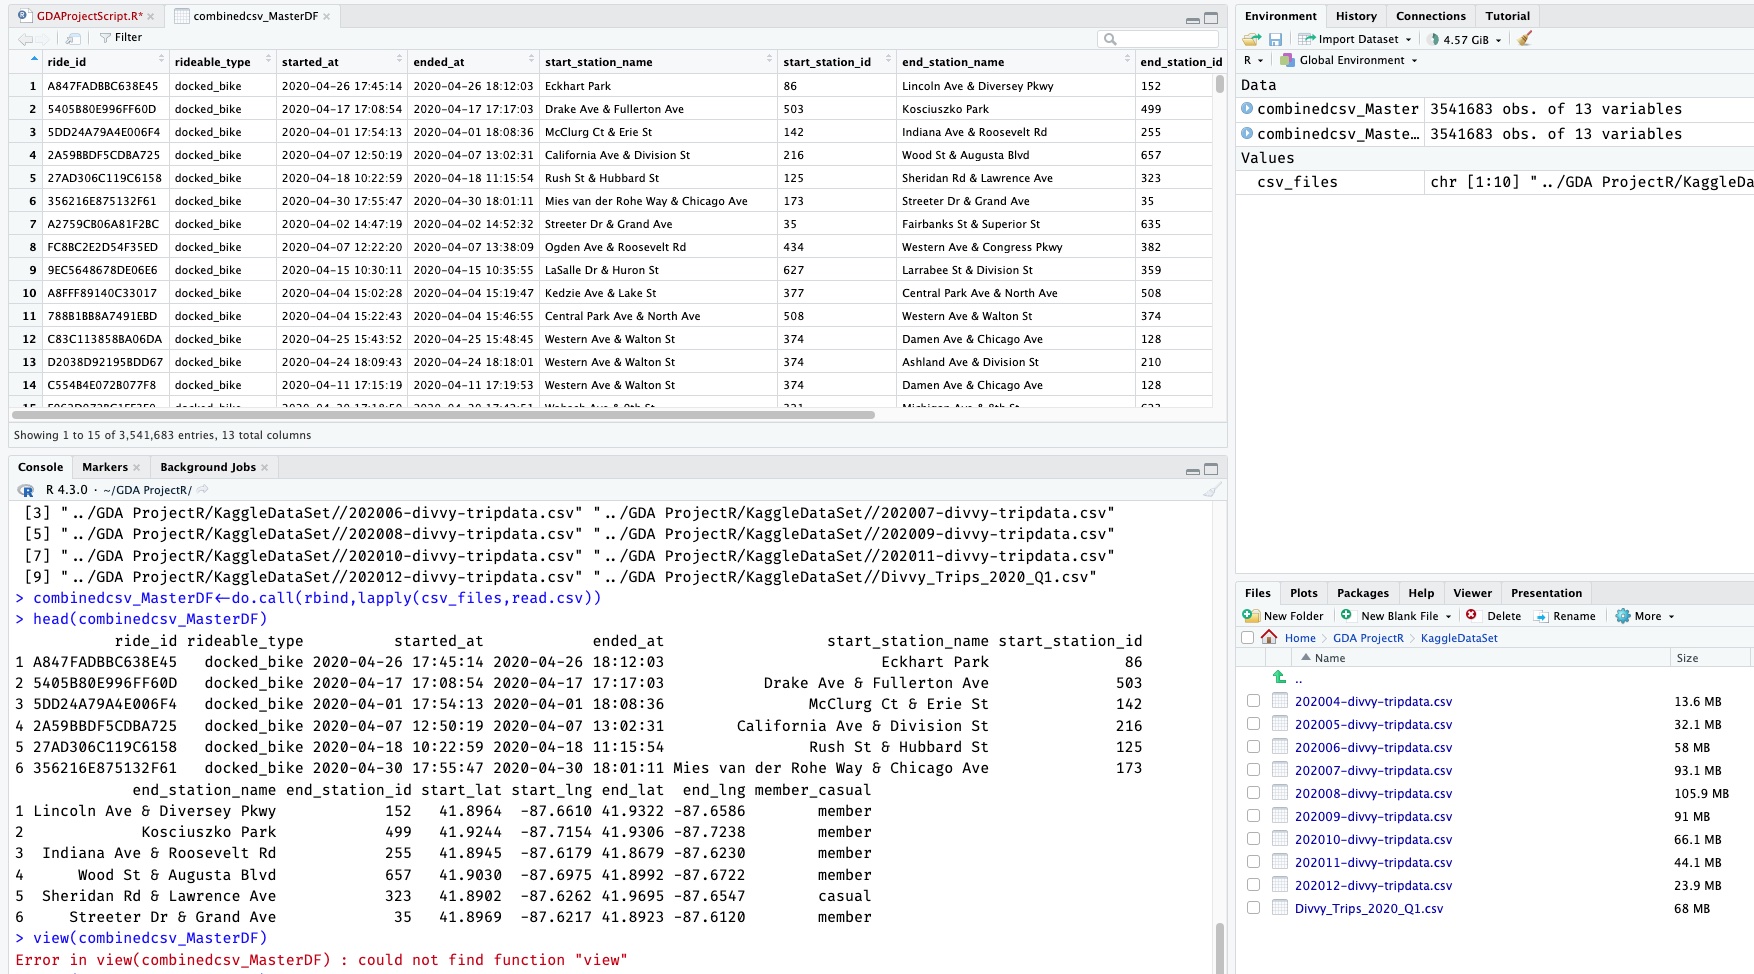 GDAProjectScript.R* × combinedcsv_MasterDF ×
Filter
ride_id rideable_type started_at ended_at start_station_name start_station_id end_station_name end_station_id
1 A847FADBBC638E45 docked_bike 2020-04-26 17:45:14 2020-04-26 18:12:03 Eckhart Park 86 Lincoln Ave & Diversey Pkwy 152
2 5405B80E996FF60D docked_bike 2020-04-17 17:08:54 2020-04-17 17:17:03 Drake Ave & Fullerton Ave 503 Kosciuszko Park 499
3 5DD24A79A4E006F4 docked_bike 2020-04-01 17:54:13 2020-04-01 18:08:36 McClurg Ct & Erie St 142 Indiana Ave & Roosevelt Rd 255
4 2A59BBDF5CDBA725 docked_bike 2020-04-07 12:50:19 2020-04-07 13:02:31 California Ave & Division St 216 Wood St & Augusta Blvd 657
5 27AD306C119C6158 docked_bike 2020-04-18 10:22:59 2020-04-18 11:15:54 Rush St & Hubbard St 125 Sheridan Rd & Lawrence Ave 323
6 356216E875132F61 docked_bike 2020-04-30 17:55:47 2020-04-30 18:01:11 Mies van der Rohe Way & Chicago Ave 173 Streeter Dr & Grand Ave 35
7 A2759CB06A81F2BC docked_bike 2020-04-02 14:47:19 2020-04-02 14:52:32 Streeter Dr & Grand Ave 35 Fairbanks St & Superior St 635
8 FC8BC2E2D54F35ED docked_bike 2020-04-07 12:22:20 2020-04-07 13:38:09 Ogden Ave & Roosevelt Rd 434 Western Ave & Congress Pkwy 382
9 9EC5648678DE06E6 docked_bike 2020-04-15 10:30:11 2020-04-15 10:35:55 LaSalle Dr & Huron St 627 Larrabee St & Division St 359
10 A8FFF89140C33017 docked_bike 2020-04-04 15:02:28 2020-04-04 15:19:47 Kedzie Ave & Lake St 377 Central Park Ave & North Ave 508
11 788B1BB8A7491EBD docked_bike 2020-04-04 15:22:43 2020-04-04 15:46:55 Central Park Ave & North Ave 508 Western Ave & Walton St 374
12 C83C113858BA06DA docked_bike 2020-04-25 15:43:52 2020-04-25 15:48:45 Western Ave & Walton St 374 Damen Ave & Chicago Ave 128
13 D2038D92195BDD67 docked_bike 2020-04-24 18:09:43 2020-04-24 18:18:01 Western Ave & Walton St 374 Ashland Ave & Division St 210
14 C554B4E072B077F8 docked_bike 2020-04-11 17:15:19 2020-04-11 17:19:53 Western Ave & Walton St 374 Damen Ave & Chicago Ave 128
Showing 1 to 15 of 3,541,683 entries, 13 total columns
Console Markers × Background Jobs ×
R 4.3.0 · ~/GDA ProjectR/
[3] "../GDA ProjectR/KaggleDataSet//202006-divvy-tripdata.csv" "../GDA ProjectR/KaggleDataSet//202007-divvy-tripdata.csv"
[5] "../GDA ProjectR/KaggleDataSet//202008-divvy-tripdata.csv" "../GDA ProjectR/KaggleDataSet//202009-divvy-tripdata.csv"
[7] "../GDA ProjectR/KaggleDataSet//202010-divvy-tripdata.csv" "../GDA ProjectR/KaggleDataSet//202011-divvy-tripdata.csv"
[9] "../GDA ProjectR/KaggleDataSet//202012-divvy-tripdata.csv" "../GDA ProjectR/KaggleDataSet//Divvy_Trips_2020_Q1.csv"
> combinedcsv_MasterDF<-do.call(rbind,lapply(csv_files,read.csv))
> head(combinedcsv_MasterDF)
ride_id rideable_type started_at ended_at start_station_name start_station_id
1 A847FADBBC638E45 docked_bike 2020-04-26 17:45:14 2020-04-26 18:12:03 Eckhart Park 86
2 5405B80E996FF60D docked_bike 2020-04-17 17:08:54 2020-04-17 17:17:03 Drake Ave & Fullerton Ave 503
3 5DD24A79A4E006F4 docked_bike 2020-04-01 17:54:13 2020-04-01 18:08:36 McClurg Ct & Erie St 142
4 2A59BBDF5CDBA725 docked_bike 2020-04-07 12:50:19 2020-04-07 13:02:31 California Ave & Division St 216
5 27AD306C119C6158 docked_bike 2020-04-18 10:22:59 2020-04-18 11:15:54 Rush St & Hubbard St 125
6 356216E875132F61 docked_bike 2020-04-30 17:55:47 2020-04-30 18:01:11 Mies van der Rohe Way & Chicago Ave 173
end_station_name end_station_id start_lat start_lng end_lat end_lng member_casual
1 Lincoln Ave & Diversey Pkwy 152 41.8964 -87.6610 41.9322 -87.6586 member
2 Kosciuszko Park 499 41.9244 -87.7154 41.9306 -87.7238 member
3 Indiana Ave & Roosevelt Rd 255 41.8945 -87.6179 41.8679 -87.6230 member
4 Wood St & Augusta Blvd 657 41.9030 -87.6975 41.8992 -87.6722 member
5 Sheridan Rd & Lawrence Ave 323 41.8902 -87.6262 41.9695 -87.6547 casual
6 Streeter Dr & Grand Ave 35 41.8969 -87.6217 41.8923 -87.6120 member
> view(combinedcsv_MasterDF)
Error in view(combinedcsv_MasterDF) : could not find function "view"
Environment History Connections Tutorial
Import Dataset 4.57 GiB
R Global Environment
Data
combinedcsv_Master 3541683 obs. of 13 variables
combinedcsv_Maste… 3541683 obs. of 13 variables
Values
csv_files chr [1:10] "../GDA ProjectR/KaggleDa
Files Plots Packages Help Viewer Presentation
New Folder New Blank File Delete Rename More
Home GDA ProjectR KaggleDataSet
Name Size
..
202004-divvy-tripdata.csv 13.6 MB
202005-divvy-tripdata.csv 32.1 MB
202006-divvy-tripdata.csv 58 MB
202007-divvy-tripdata.csv 93.1 MB
202008-divvy-tripdata.csv 105.9 MB
202009-divvy-tripdata.csv 91 MB
202010-divvy-tripdata.csv 66.1 MB
202011-divvy-tripdata.csv 44.1 MB
202012-divvy-tripdata.csv 23.9 MB
Divvy_Trips_2020_Q1.csv 68 MB